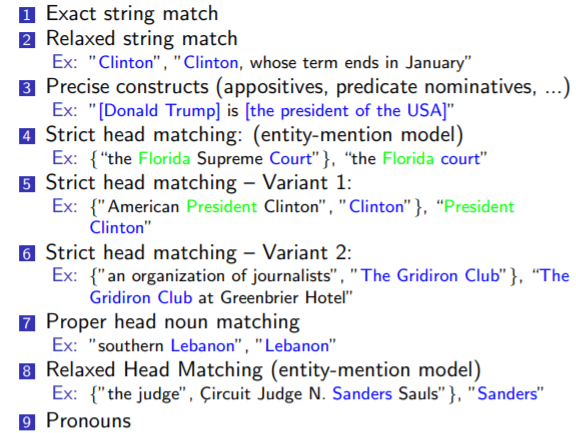 1 Exact string match
2 Relaxed string match
Ex: "Clinton", "Clinton, whose term ends in January"
3 Precise constructs (appositives, predicate nominatives, ...)
Ex: "[Donald Trump] is [the president of the USA]"
4 Strict head matching: (entity-mention model)
Ex: {"the Florida Supreme Court"}, "the Florida court"
5 Strict head matching – Variant 1:
Ex: {"American President Clinton", "Clinton"}, "President
Clinton"
6 Strict head matching – Variant 2:
Ex: {"an organization of journalists", "The Gridiron Club"}, "The
Gridiron Club at Greenbrier Hotel"
7 Proper head noun matching
Ex: "southern Lebanon", "Lebanon"
8 Relaxed Head Matching (entity-mention model)
Ex: {"the judge", Çircuit Judge N. Sanders Sauls"}, "Sanders"
9 Pronouns